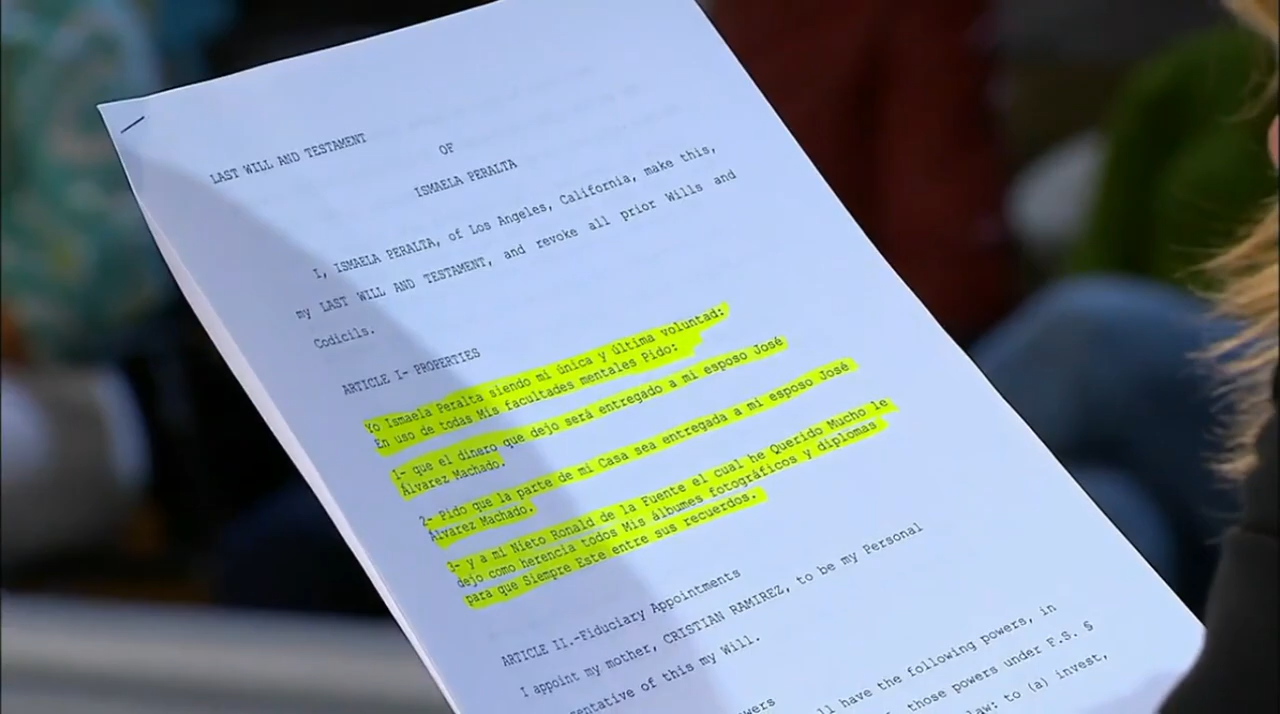 LAST WILL AND TESTAMENT
OF
ISMAELA PERALTA
I, ISMAELA PERALTA, of Los Angeles, California, make this,
my LAST WILL AND TESTAMENT, and revoke all prior Wills and
Codicils.
ARTICLE I- PROPERTIES
Yo Ismaela Peralta siendo mi única y última voluntad:
En uso de todas Mis facultades mentales Pido:
1- que el dinero que dejo será entregado a mi esposo José
Álvarez Machado.
2- Pido que la parte de mi Casa sea entregada a mi esposo José
Álvarez Machado.
3- y a mi Nieto Ronald de la Fuente el cual he Querido Mucho le
dejo como herencia todos Mis álbumes fotográficos y diplomas
para que Siempre Este entre sus recuerdos.
ARTICLE II.-Fiduciary Appointments
I appoint my mother, CRISTIAN RAMIREZ, to be my Personal
entative of this my Will.
ll have the following powers, in
those powers under F.S. §
law: to (a) invest,